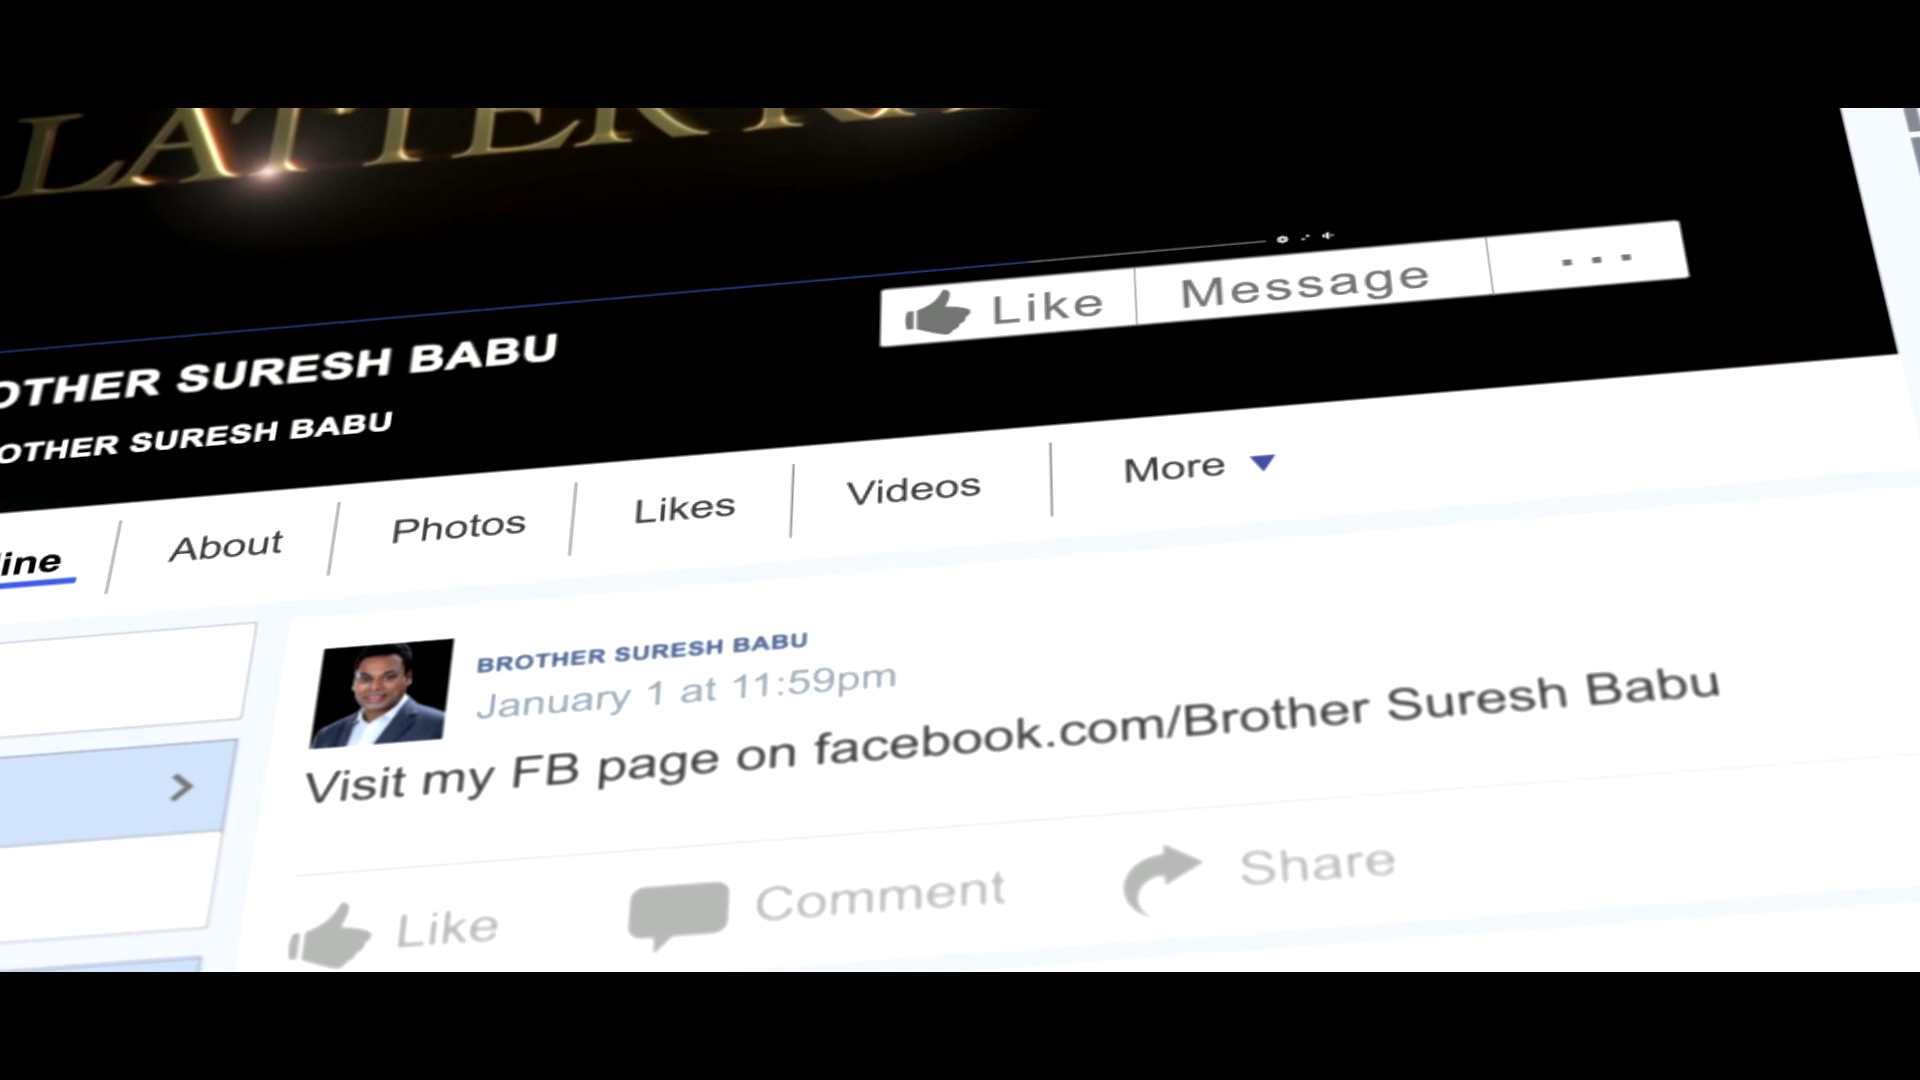 LATTER
Like Message ...
OTHER SURESH BABU
OTHER SURESH BABU
ine About Photos Likes Videos More
BROTHER SURESH BABU
January 1 at 11:59pm
Visit my FB page on facebook.com/Brother Suresh Babu
Like Comment Share